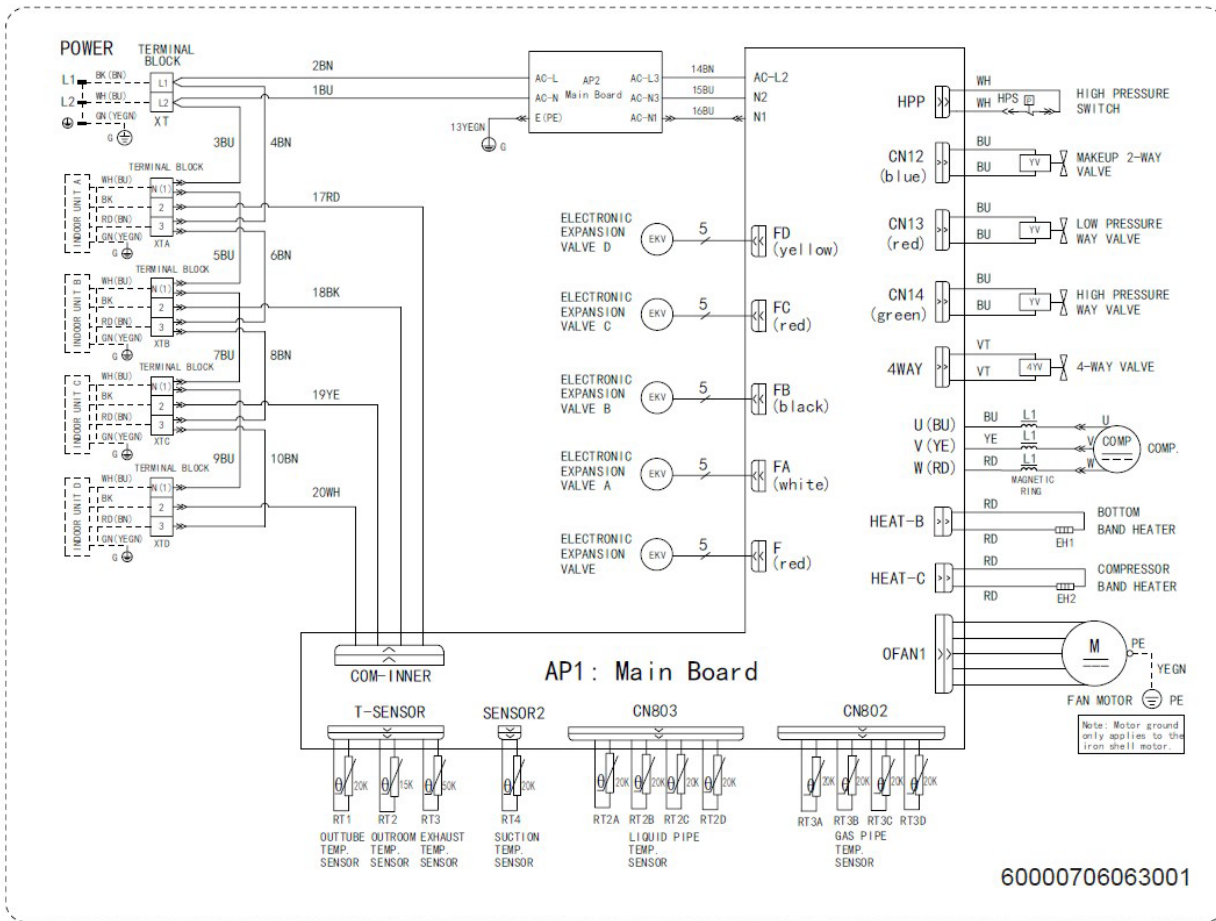 POWER
TERMINAL
BLOCK
L1
BK(BN)
L1
L2
WH(BU)
L2
GN(YEGN)
G
XT
2BN
1BU
3BU
4BN
AC-L
AC-N
E(PE)
AP2
Main Board
AC-L3
AC-N3
AC-N1
14BN
15BU
16BU
AC-L2
N2
N1
13YEGN
G
TERMINAL BLOCK
INDOOR UNIT A
WH(BU)
BK
RD(BN)
GN(YEGN)
G
N(1)
2
3
XTA
17RD
5BU
6BN
TERMINAL BLOCK
INDOOR UNIT B
WH(BU)
BK
RD(BN)
GN(YEGN)
G
N(1)
2
3
XTB
18BK
7BU
8BN
TERMINAL BLOCK
INDOOR UNIT C
WH(BU)
BK
RD(BN)
GN(YEGN)
G
N(1)
2
3
XTC
19YE
9BU
10BN
TERMINAL BLOCK
INDOOR UNIT D
WH(BU)
BK
RD(BN)
GN(YEGN)
G
N(1)
2
3
XTD
20WH
ELECTRONIC
EXPANSION
VALVE D
EKV
5
FD
(yellow)
ELECTRONIC
EXPANSION
VALVE C
EKV
5
FC
(red)
ELECTRONIC
EXPANSION
VALVE B
EKV
5
FB
(black)
ELECTRONIC
EXPANSION
VALVE A
EKV
5
FA
(white)
ELECTRONIC
EXPANSION
VALVE
EKV
5
F
(red)
HPP
WH
WH
HPS
P
HIGH PRESSURE
SWITCH
CN12
(blue)
BU
BU
YV
MAKEUP 2-WAY
VALVE
CN13
(red)
BU
BU
YV
LOW PRESSURE
WAY VALVE
CN14
(green)
BU
BU
YV
HIGH PRESSURE
WAY VALVE
4WAY
VT
VT
4YV
4-WAY VALVE
U(BU)
V(YE)
W(RD)
BU
YE
RD
L1
L1
L1
MAGNETIC
RING
U
V
W
COMP
COMP.
HEAT-B
RD
RD
EH1
BOTTOM
BAND HEATER
HEAT-C
RD
RD
EH2
COMPRESSOR
BAND HEATER
OFAN1
M
PE
YEGN
FAN MOTOR
PE
Note: Motor ground
only applies to the
iron shell motor.
COM-INNER
AP1: Main Board
T-SENSOR
SENSOR2
CN803
CN802
θ
20K
θ
15K
θ
50K
θ
20K
θ
20K
θ
20K
θ
20K
θ
20K
θ
20K
θ
20K
θ
20K
θ
20K
RT1
RT2
RT3
RT4
RT2A
RT2B
RT2C
RT2D
RT3A
RT3B
RT3C
RT3D
OUTTUBE
TEMP.
SENSOR
OUTROOM
TEMP.
SENSOR
EXHAUST
TEMP.
SENSOR
SUCTION
TEMP.
SENSOR
LIQUID PIPE
TEMP.
SENSOR
GAS PIPE
TEMP.
SENSOR
60000706063001